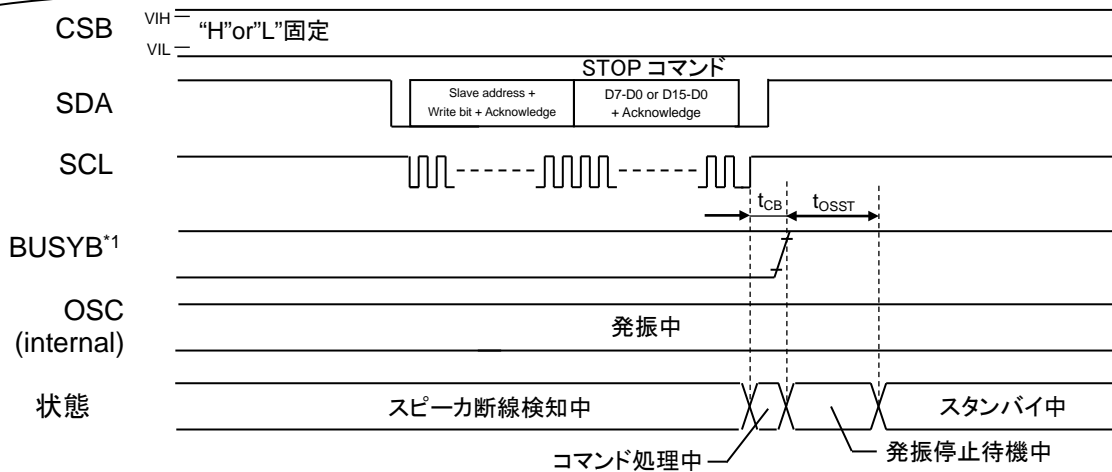 CSB
VIH
VIL
“H”or”L”固定
STOP コマンド
SDA
Slave address +
Write bit + Acknowledge
D7-D0 or D15-D0
+ Acknowledge
SCL
tCB
tOSST
BUSYB*1
OSC
(internal)
発振中
状態
スピーカ断線検知中
スタンバイ中
コマンド処理中
発振停止待機中